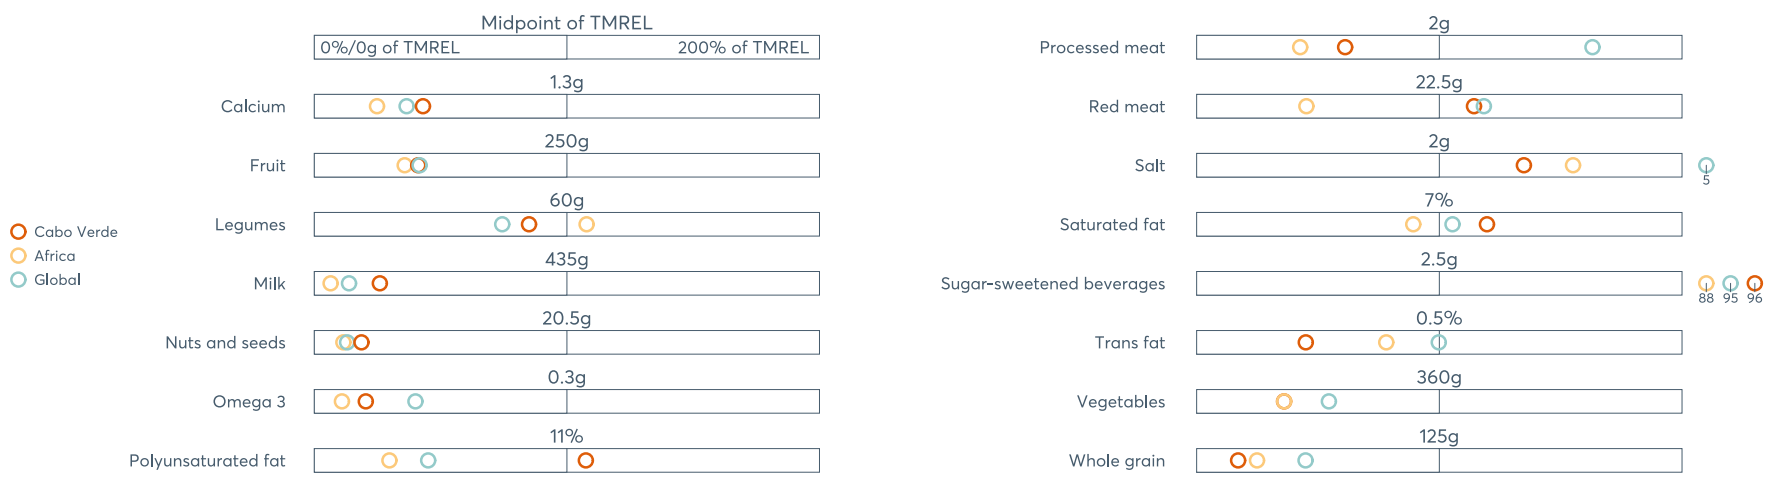 Midpoint of TMREL
0%/0g of TMREL 200% of TMREL
1.3g
Calcium
250g
Fruit
60g
Legumes
435g
Milk
20.5g
Nuts and seeds
0.3g
Omega 3
11%
Polyunsaturated fat
Cabo Verde
Africa
Global
2g
Processed meat
22.5g
Red meat
2g
Salt
5
7%
Saturated fat
2.5g
Sugar-sweetened beverages
88 95 96
0.5%
Trans fat
360g
Vegetables
125g
Whole grain